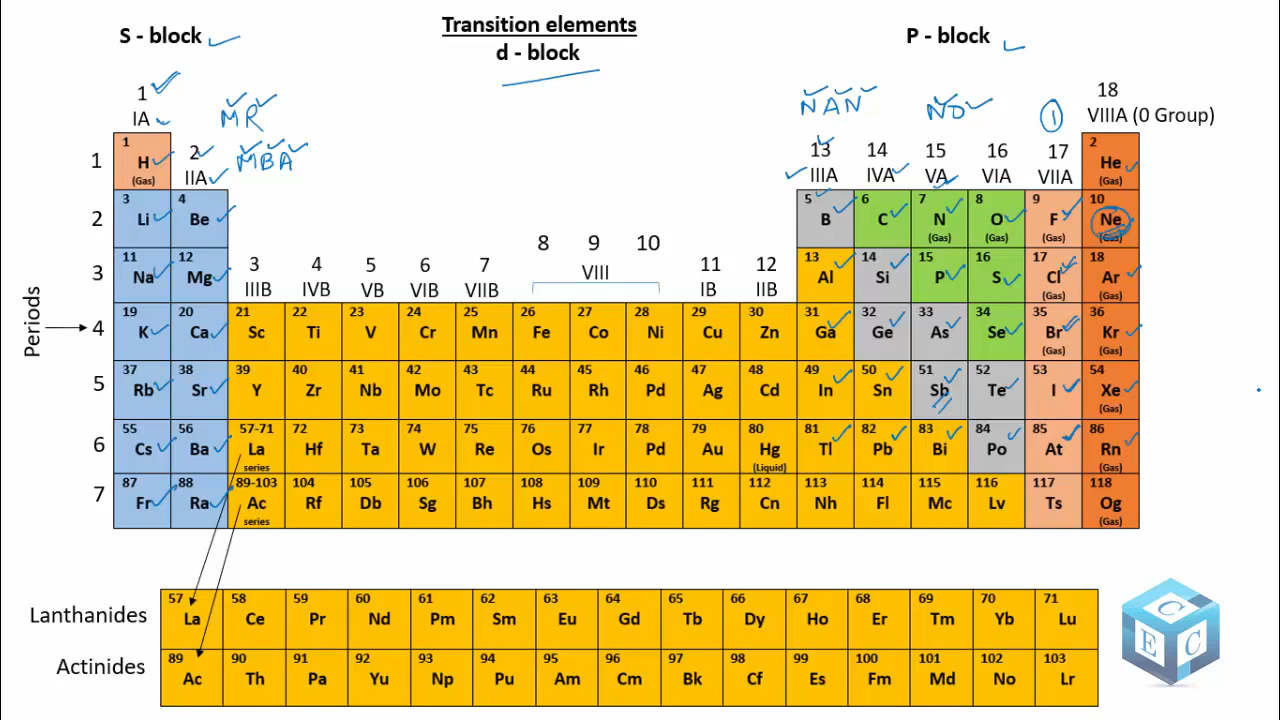 Transition elements
S - block
d - block
P - block
1
IA
MR
MBA
2
IIA
NAN
NO
1
18
VIIIA (0 Group)
13
IIIA
14
IVA
15
VA
16
VIA
17
VIIA
3
IIIB
4
IVB
5
VB
6
VIB
7
VIIB
8 9 10
VIII
11
IB
12
IIB
Periods
1
1 H (Gas)
2 He (Gas)
2
3 Li
4 Be
5 B
6 C
7 N (Gas)
8 O (Gas)
9 F (Gas)
10 Ne (Gas)
3
11 Na
12 Mg
13 Al
14 Si
15 P
16 S
17 Cl (Gas)
18 Ar (Gas)
4
19 K
20 Ca
21 Sc
22 Ti
23 V
24 Cr
25 Mn
26 Fe
27 Co
28 Ni
29 Cu
30 Zn
31 Ga
32 Ge
33 As
34 Se
35 Br (Gas)
36 Kr (Gas)
5
37 Rb
38 Sr
39 Y
40 Zr
41 Nb
42 Mo
43 Tc
44 Ru
45 Rh
46 Pd
47 Ag
48 Cd
49 In
50 Sn
51 Sb
52 Te
53 I
54 Xe (Gas)
6
55 Cs
56 Ba
57-71 La series
72 Hf
73 Ta
74 W
75 Re
76 Os
77 Ir
78 Pd
79 Au
80 Hg (Liquid)
81 Tl
82 Pb
83 Bi
84 Po
85 At
86 Rn (Gas)
7
87 Fr
88 Ra
89-103 Ac series
104 Rf
105 Db
106 Sg
107 Bh
108 Hs
109 Mt
110 Ds
111 Rg
112 Cn
113 Nh
114 Fl
115 Mc
116 Lv
117 Ts
118 Og (Gas)
Lanthanides
57 La
58 Ce
59 Pr
60 Nd
61 Pm
62 Sm
63 Eu
64 Gd
65 Tb
66 Dy
67 Ho
68 Er
69 Tm
70 Yb
71 Lu
Actinides
89 Ac
90 Th
91 Pa
92 Yu
93 Np
94 Pu
95 Am
96 Cm
97 Bk
98 Cf
99 Es
100 Fm
101 Md
102 No
103 Lr
C
E C